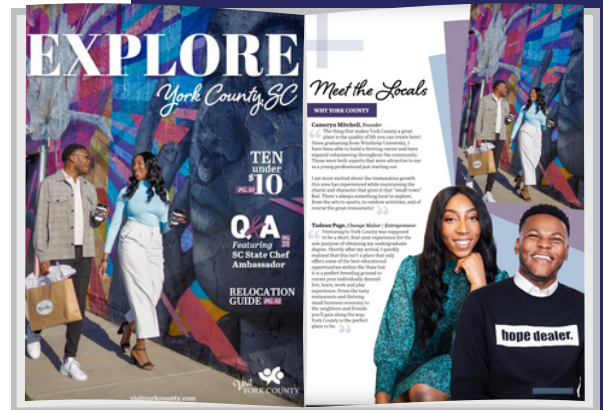 EXPLORE
York County, SC
TEN
under
$10
PG. 10
Q&A
PG.
21
Featuring
SC State Chef
Ambassador
RELOCATION
GUIDE PG. 52
Visit
YORK COUNTY
visityorkcounty.com
Meet the Locals
WHY YORK COUNTY
Cameryn Mitchell, Founder
The thing that makes York County a great
place is the quality of life you can create here!
Since graduating from Winthrop University, I
have been able to build a thriving career and have
enjoyed volunteering throughout the community.
Those were both aspects that were attractive to me
as a young professional just starting out.
I am most excited about the tremendous growth
this area has experienced while maintaining the
charm and character that gives it that "small-town"
feel. There's always something local to explore,
from the arts to sports, to outdoor activities, and of
course the great restaurants!
Tadean Page, Change Maker / Entrepreneur
Venturing to York County was supposed
to be a short, four-year experience for the
sole purpose of obtaining my undergraduate
degree. Shortly after my arrival, I quickly
realized that this isn't a place that only
offers some of the best educational
opportunities within the State but
it is a perfect breeding ground to
curate your individually desired
live, learn, work and play
experience. From the tasty
restaurants and thriving
small business economy to
the neighbors and friends
you'll gain along the way,
York County is the perfect
place to be.
hope dealer.